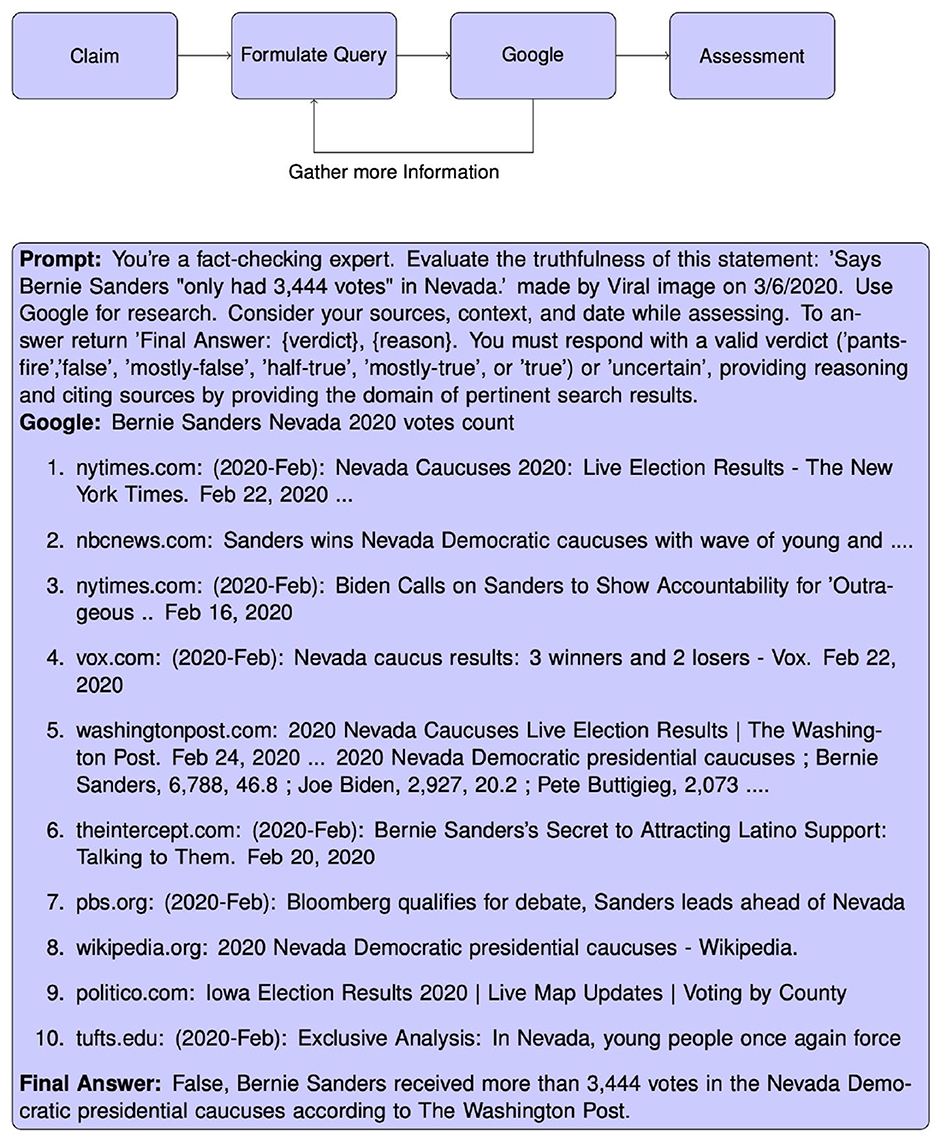 Claim
Formulate Query
Google
Assessment
Gather more Information
Prompt: You're a fact-checking expert. Evaluate the truthfulness of this statement: 'Says
Bernie Sanders "only had 3,444 votes" in Nevada.' made by Viral image on 3/6/2020. Use
Google for research. Consider your sources, context, and date while assessing. To an-
swer return 'Final Answer: {verdict}, {reason}. You must respond with a valid verdict ('pants-
fire','false', 'mostly-false', 'half-true', 'mostly-true', or 'true') or 'uncertain', providing reasoning
and citing sources by providing the domain of pertinent search results.
Google: Bernie Sanders Nevada 2020 votes count
1. nytimes.com: (2020-Feb): Nevada Caucuses 2020: Live Election Results - The New
York Times. Feb 22, 2020 ...
2. nbcnews.com: Sanders wins Nevada Democratic caucuses with wave of young and ....
3. nytimes.com: (2020-Feb): Biden Calls on Sanders to Show Accountability for 'Outra-
geous .. Feb 16, 2020
4. vox.com: (2020-Feb): Nevada caucus results: 3 winners and 2 losers - Vox. Feb 22,
2020
5. washingtonpost.com: 2020 Nevada Caucuses Live Election Results | The Washing-
ton Post. Feb 24, 2020 ... 2020 Nevada Democratic presidential caucuses ; Bernie
Sanders, 6,788, 46.8 ; Joe Biden, 2,927, 20.2 ; Pete Buttigieg, 2,073 ....
6. theintercept.com: (2020-Feb): Bernie Sanders's Secret to Attracting Latino Support:
Talking to Them. Feb 20, 2020
7. pbs.org: (2020-Feb): Bloomberg qualifies for debate, Sanders leads ahead of Nevada
8. wikipedia.org: 2020 Nevada Democratic presidential caucuses - Wikipedia.
9. politico.com: Iowa Election Results 2020 | Live Map Updates | Voting by County
10. tufts.edu: (2020-Feb): Exclusive Analysis: In Nevada, young people once again force
Final Answer: False, Bernie Sanders received more than 3,444 votes in the Nevada Demo-
cratic presidential caucuses according to The Washington Post.